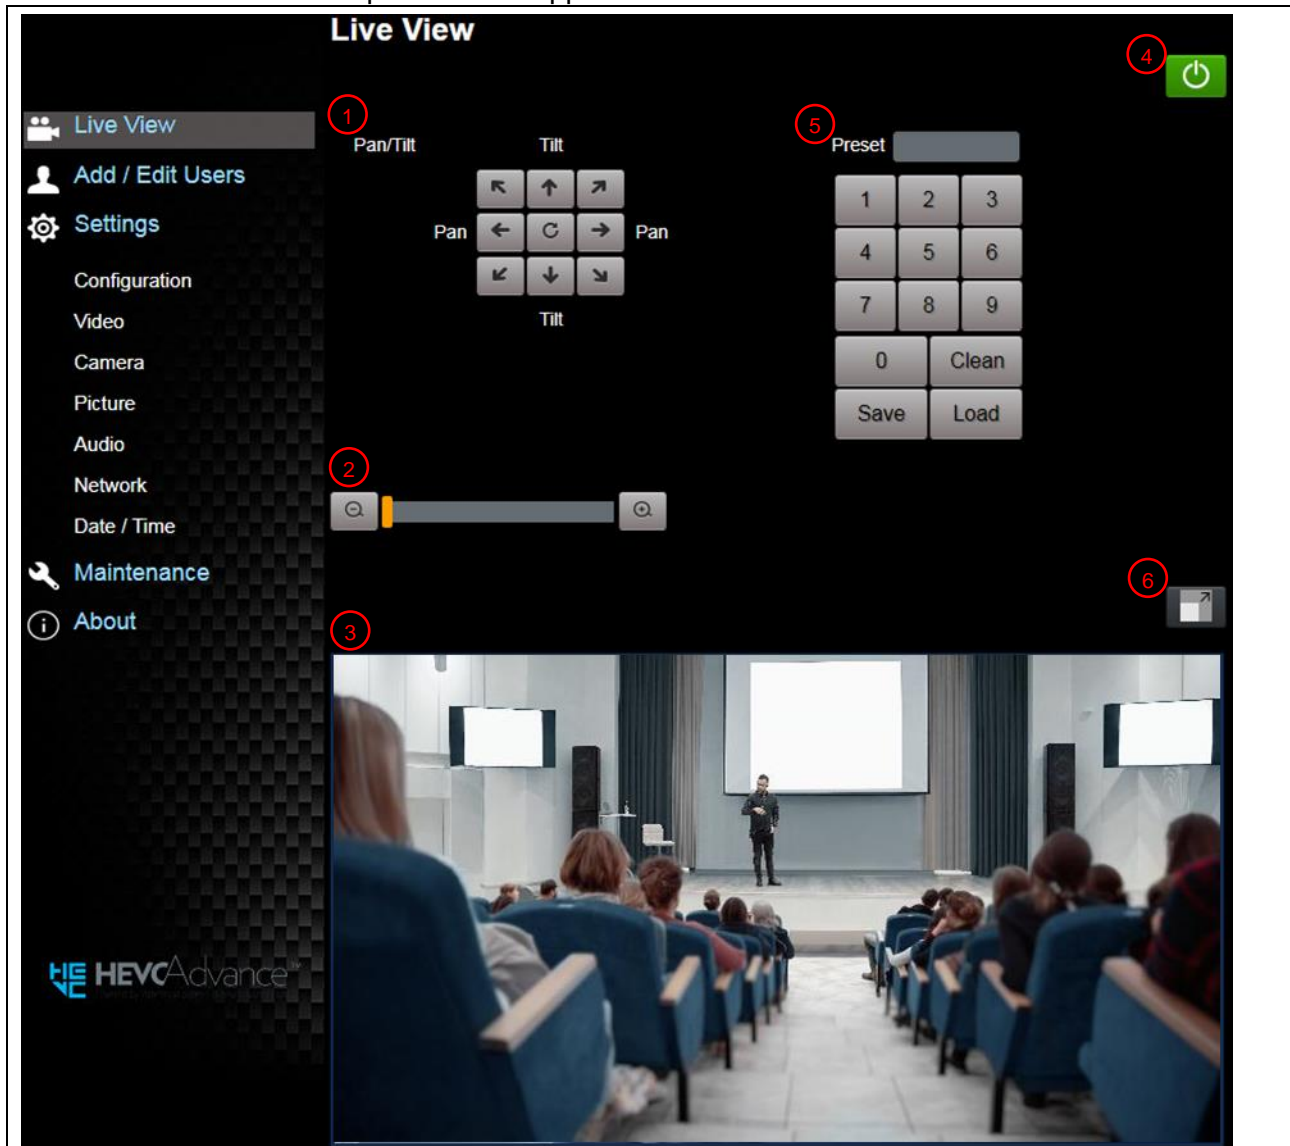 Live View
4
Live View
1
5
Pan/Tilt
Tilt
Preset
Add / Edit Users
1 2 3
Settings
Pan
Pan
4 5 6
Configuration
7 8 9
Video
Tilt
Camera
0 Clean
Picture
Save Load
Audio
2
Network
Date / Time
Maintenance
6
About
3
HEVC Advance™